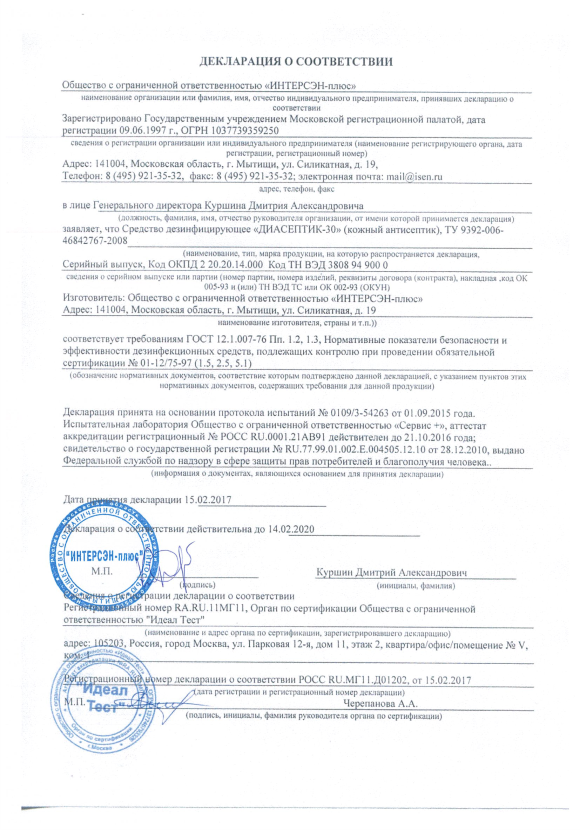 ДЕКЛАРАЦИЯ О СООТВЕТСТВИИ
Общество с ограниченной ответственностью «ИНТЕРСЭН-плюс»
наименование организации или фамилия, имя, отчество индивидуального предпринимателя, принявших декларацию о
соответствии
Зарегистрировано Государственным учреждением Московской регистрационной палатой, дата
регистрации 09.06.1997 г., ОГРН 1037739359250
сведения о регистрации организации или индивидуального предпринимателя (наименование регистрирующего органа, дата
регистрации, регистрационный номер)
Адрес: 141004, Московская область, г. Мытищи, ул. Силикатная, д. 19,
Телефон: 8 (495) 921-35-32, факс: 8 (495) 921-35-32; электронная почта: mail@isen.ru
адрес, телефон, факс
в лице Генерального директора Куршина Дмитрия Александровича
(должность, фамилия, имя, отчество руководителя организации, от имени которой принимается декларация)
заявляет, что Средство дезинфицирующее «ДИАСЕПТИК-30» (кожный антисептик), ТУ 9392-006-
46842767-2008
(наименование, тип, марка продукции, на которую распространяется декларация,
Серийный выпуск, Код ОКПД 2 20.20.14.000 Код ТН ВЭД 3808 94 900 0
сведения о серийном выпуске или партии (номер партии, номера изделий, реквизиты договора (контракта), накладная ,код ОК
005-93 и (или) ТН ВЭД ТС или ОК 002-93 (ОКУН)
Изготовитель: Общество с ограниченной ответственностью «ИНТЕРСЭН-плюс»
Адрес: 141004, Московская область, г. Мытищи, ул. Силикатная, д. 19
наименование изготовителя, страны и т.п.))
соответствует требованиям ГОСТ 12.1.007-76 Пп. 1.2, 1.3, Нормативные показатели безопасности и
эффективности дезинфекционных средств, подлежащих контролю при проведении обязательной
сертификации № 01-12/75-97 (1.5, 2.5, 5.1)
(обозначение нормативных документов, соответствие которым подтверждено данной декларацией, с указанием пунктов этих
нормативных документов, содержащих требования для данной продукции)
Декларация принята на основании протокола испытаний № 0109/3-54263 от 01.09.2015 года.
Испытательная лаборатория Общество с ограниченной ответственностью «Сервис +», аттестат
аккредитации регистрационный № РОСС RU.0001.21АВ91 действителен до 21.10.2016 года;
свидетельство о государственной регистрации № RU.77.99.01.002.Е.004505.12.10 от 28.12.2010, выдано
Федеральной службой по надзору в сфере защиты прав потребителей и благополучия человека..
(информация о документах, являющихся основанием для принятия декларации)
Дата принятия декларации 15.02.2017
Декларация о соответствии действительна до 14.02.2020
"ИНТЕРСЭН-плюс"
М.П.
Куршин Дмитрий Александрович
(подпись) (инициалы, фамилия)
Сведения о регистрации декларации о соответствии
Регистрационный номер RA.RU.11МГ11, Орган по сертификации Общества с ограниченной
ответственностью "Идеал Тест"
(наименование и адрес органа по сертификации, зарегистрировавшего декларацию)
адрес: 105203, Россия, город Москва, ул. Парковая 12-я, дом 11, этаж 2, квартира/офис/помещение № V,
Регистрационный номер декларации о соответствии РОСС RU.МГ11.Д01202, от 15.02.2017
(дата регистрации и регистрационный номер декларации)
"Идеал Тест"
М.П. Черепанова А.А.
(подпись, инициалы, фамилия руководителя органа по сертификации)
Орган по сертификации
г.Москва